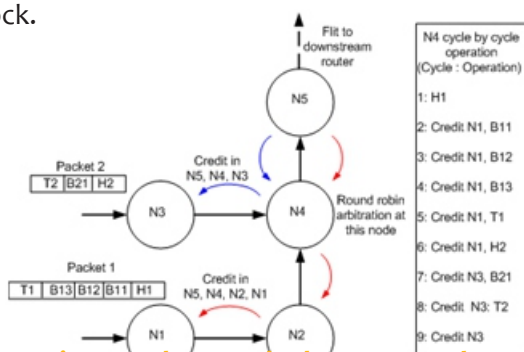 ock.
Flit to
downstream
router
N5
Packet 2
T2 B21 H2
Credit in
N5, N4, N3
N3
N4
Round robin
arbitration at
this node
Packet 1
T1 B13 B12 B11 H1
Credit in
N5, N4, N2, N1
N1
N2
N4 cycle by cycle
operation
(Cycle : Operation)
1: H1
2: Credit N1, B11
3: Credit N1, B12
4: Credit N1, B13
5: Credit N1, T1
6: Credit N1, H2
7: Credit N3, B21
8: Credit N3: T2
9: Credit N3